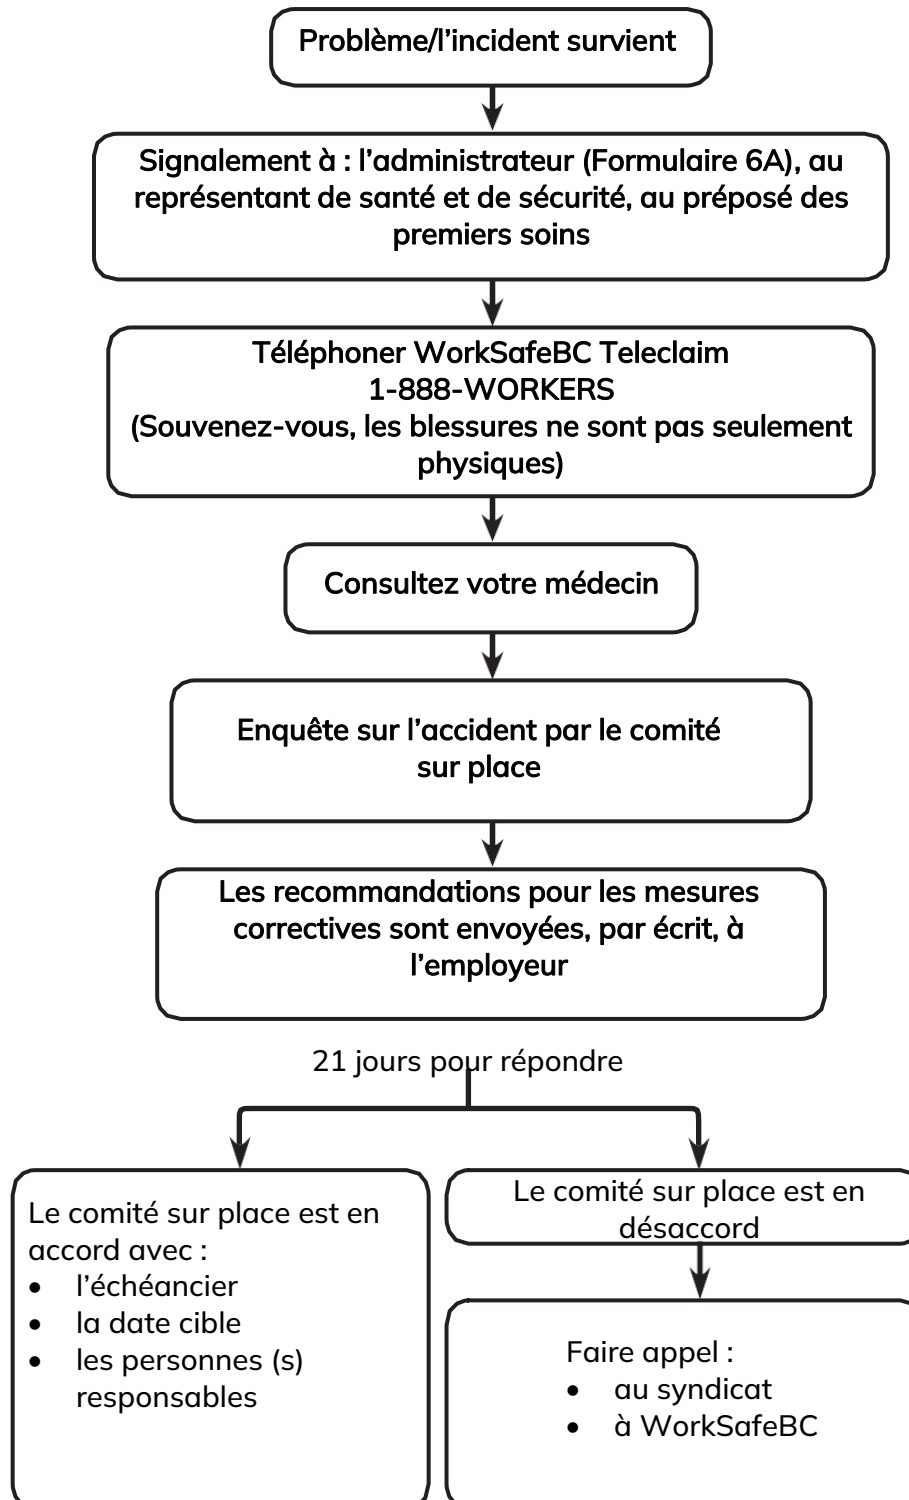 Problème/l'incident survient
Signalement à : l'administrateur (Formulaire 6A), au
représentant de santé et de sécurité, au préposé des
premiers soins
Téléphoner WorkSafeBC Teleclaim
1-888-WORKERS
(Souvenez-vous, les blessures ne sont pas seulement
physiques)
Consultez votre médecin
Enquête sur l'accident par le comité
sur place
Les recommandations pour les mesures
correctives sont envoyées, par écrit, à
l'employeur
21 jours pour répondre
Le comité sur place est en
accord avec :
• l'échéancier
• la date cible
• les personnes (s)
responsables
Le comité sur place est en
désaccord
Faire appel :
• au syndicat
• à WorkSafeBC